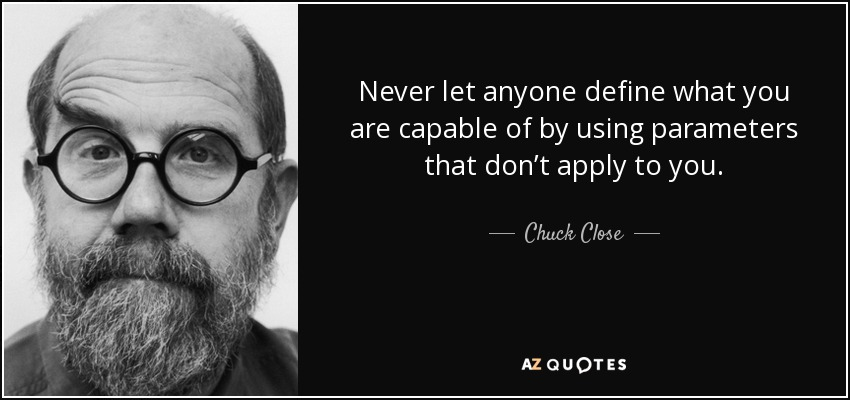 Never let anyone define what you
are capable of by using parameters
that don’t apply to you.
Chuck Close
AZ QUOTES